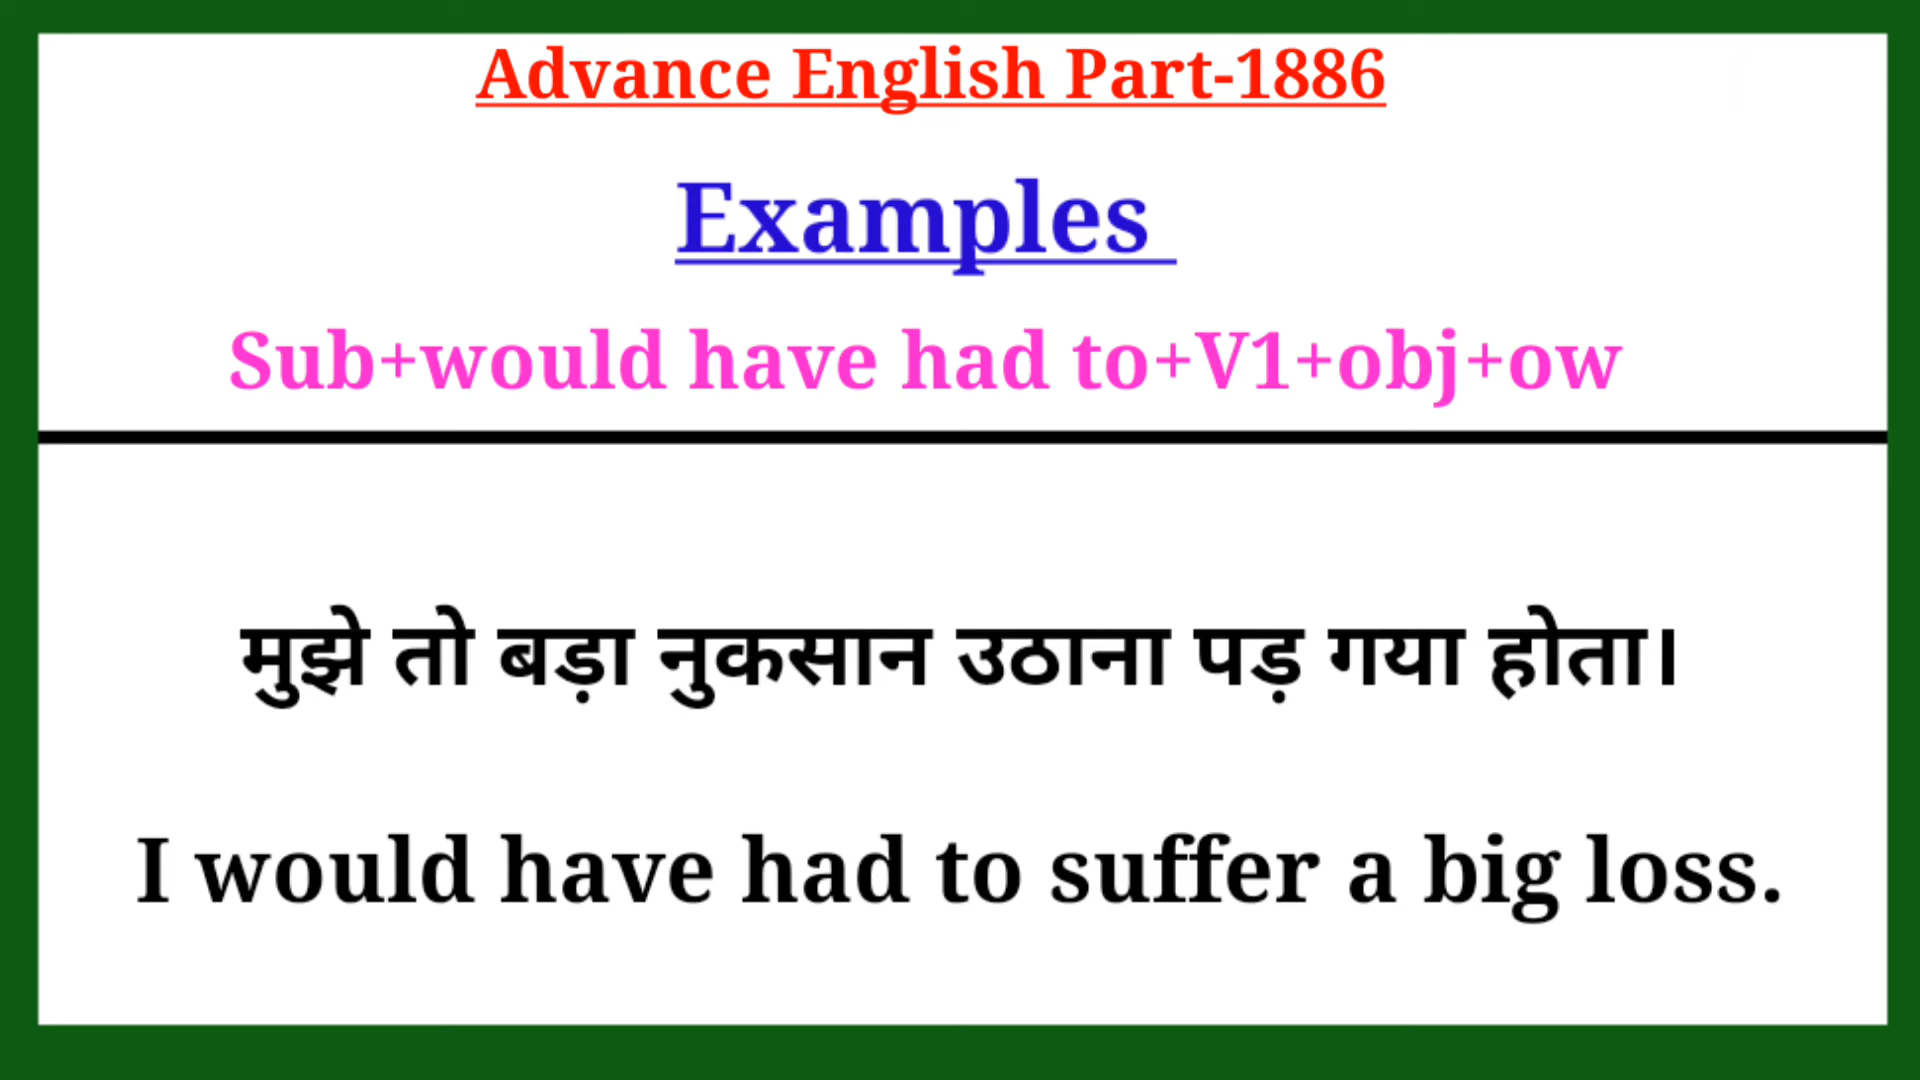 Advance English Part-1886
Examples
Sub+would have had to+V1+obj+ow
मुझे तो बड़ा नुकसान उठाना पड़ गया होता।
I would have had to suffer a big loss.